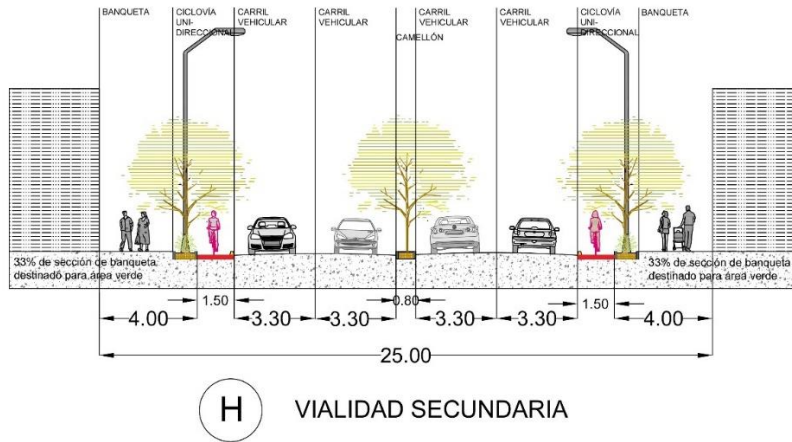 BANQUETA
CICLOVÍA
UNI-
DIRECCIONAL
CARRIL
VEHICULAR
CARRIL
VEHICULAR
CAMELLÓN
CARRIL
VEHICULAR
CARRIL
VEHICULAR
CICLOVÍA
UNI-
DIRECCIONAL
BANQUETA
33% de sección de banqueta
destinado para área verde
33% de sección de banqueta
destinado para área verde
1.50
0.80
1.50
4.00
3.30
3.30
3.30
3.30
4.00
25.00
H VIALIDAD SECUNDARIA